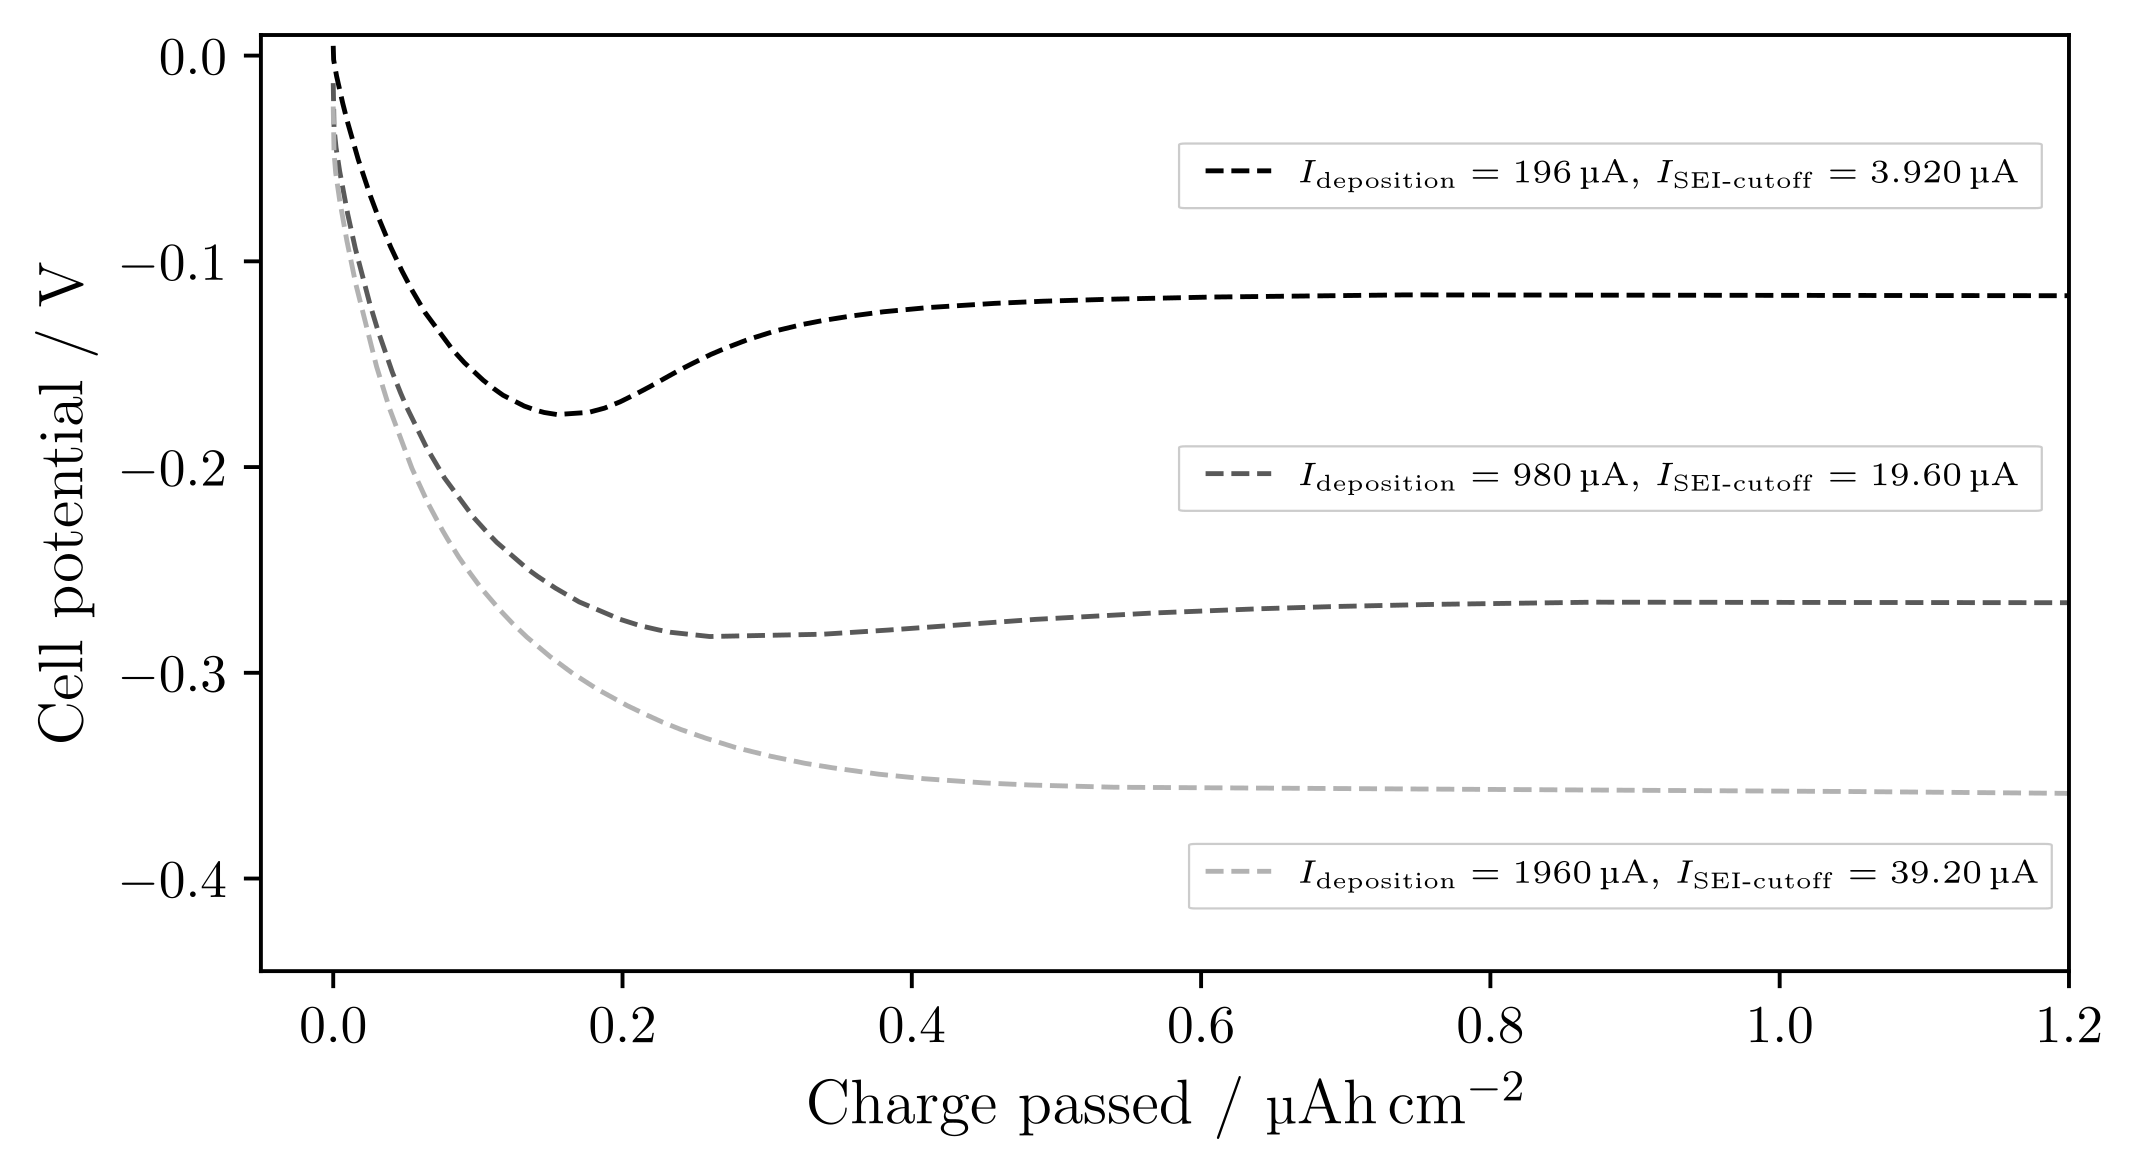 0.0
−0.1
−0.2
−0.3
−0.4
Cell potential / V
I_deposition = 196 µA, I_SEI-cutoff = 3.920 µA
I_deposition = 980 µA, I_SEI-cutoff = 19.60 µA
I_deposition = 1960 µA, I_SEI-cutoff = 39.20 µA
0.0 0.2 0.4 0.6 0.8 1.0 1.2
Charge passed / µAh cm⁻²